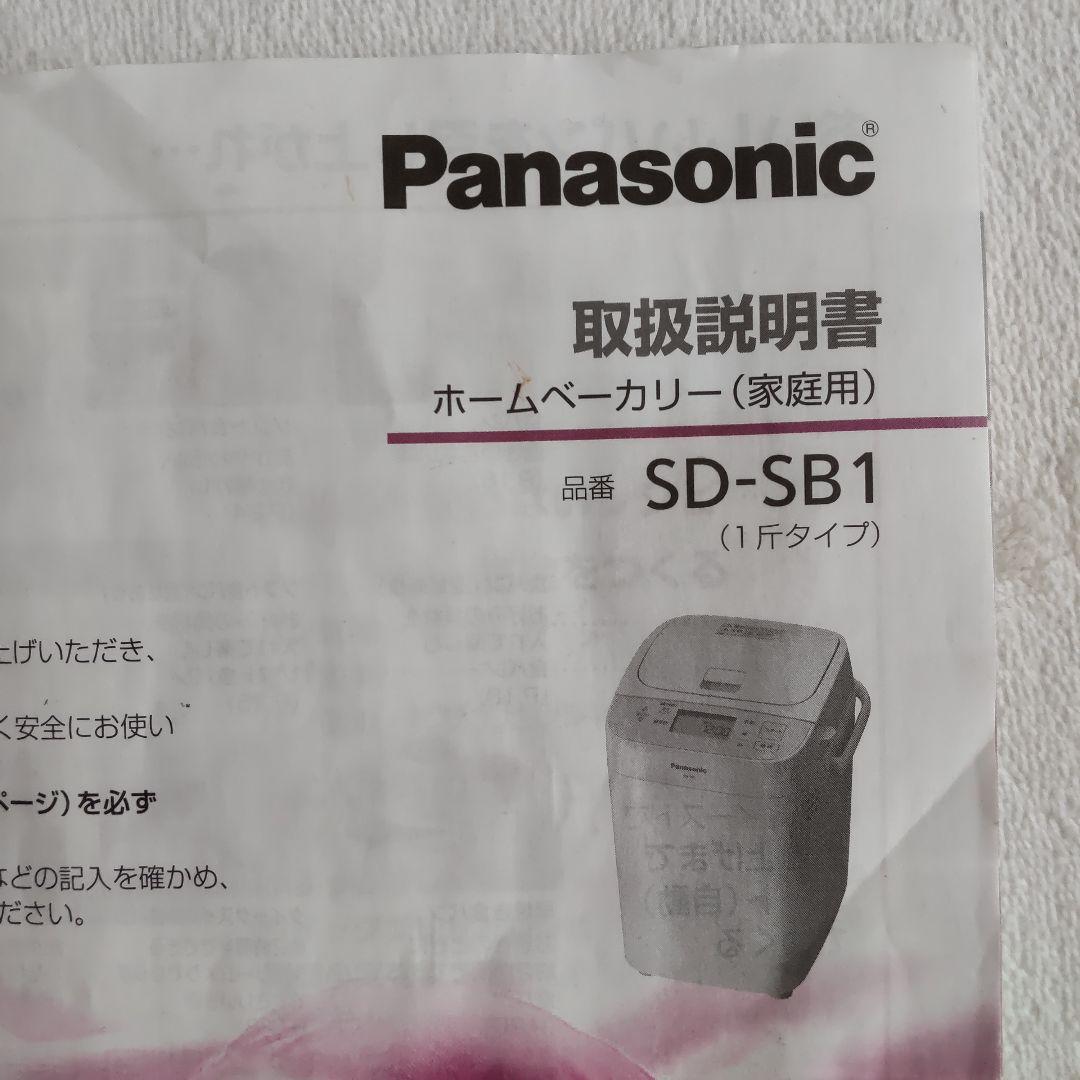 Panasonic®
取扱説明書
ホームベーカリー（家庭用）
品番 SD-SB1
（1斤タイプ）
上げいただき、
く安全にお使い
ページ）を必ず
などの記入を確かめ、
ださい。
Panasonic